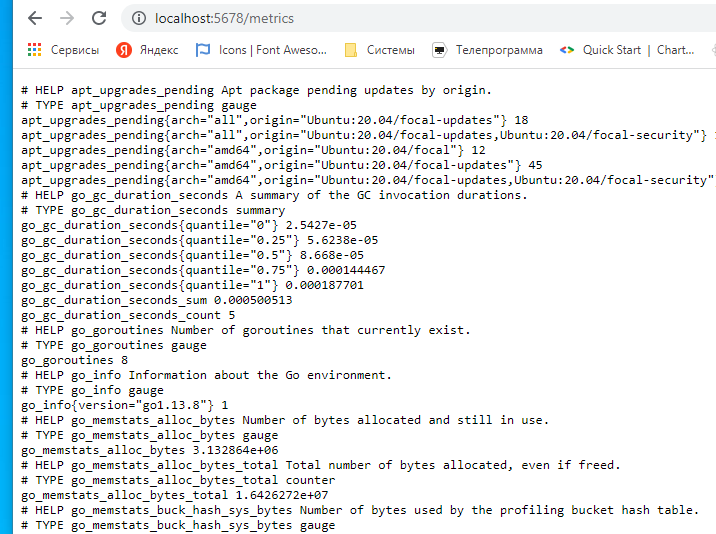 localhost:5678/metrics
Сервисы Яндекс Icons | Font Aweso... Системы Телепрограмма Quick Start | Chart...
# HELP apt_upgrades_pending Apt package pending updates by origin.
# TYPE apt_upgrades_pending gauge
apt_upgrades_pending{arch="all",origin="Ubuntu:20.04/focal-updates"} 18
apt_upgrades_pending{arch="all",origin="Ubuntu:20.04/focal-updates,Ubuntu:20.04/focal-security"}
apt_upgrades_pending{arch="amd64",origin="Ubuntu:20.04/focal"} 12
apt_upgrades_pending{arch="amd64",origin="Ubuntu:20.04/focal-updates"} 45
apt_upgrades_pending{arch="amd64",origin="Ubuntu:20.04/focal-updates,Ubuntu:20.04/focal-security"
# HELP go_gc_duration_seconds A summary of the GC invocation durations.
# TYPE go_gc_duration_seconds summary
go_gc_duration_seconds{quantile="0"} 2.5427e-05
go_gc_duration_seconds{quantile="0.25"} 5.6238e-05
go_gc_duration_seconds{quantile="0.5"} 8.668e-05
go_gc_duration_seconds{quantile="0.75"} 0.000144467
go_gc_duration_seconds{quantile="1"} 0.000187701
go_gc_duration_seconds_sum 0.000500513
go_gc_duration_seconds_count 5
# HELP go_goroutines Number of goroutines that currently exist.
# TYPE go_goroutines gauge
go_goroutines 8
# HELP go_info Information about the Go environment.
# TYPE go_info gauge
go_info{version="go1.13.8"} 1
# HELP go_memstats_alloc_bytes Number of bytes allocated and still in use.
# TYPE go_memstats_alloc_bytes gauge
go_memstats_alloc_bytes 3.132864e+06
# HELP go_memstats_alloc_bytes_total Total number of bytes allocated, even if freed.
# TYPE go_memstats_alloc_bytes_total counter
go_memstats_alloc_bytes_total 1.6426272e+07
# HELP go_memstats_buck_hash_sys_bytes Number of bytes used by the profiling bucket hash table.
# TYPE go_memstats_buck_hash_sys_bytes gauge